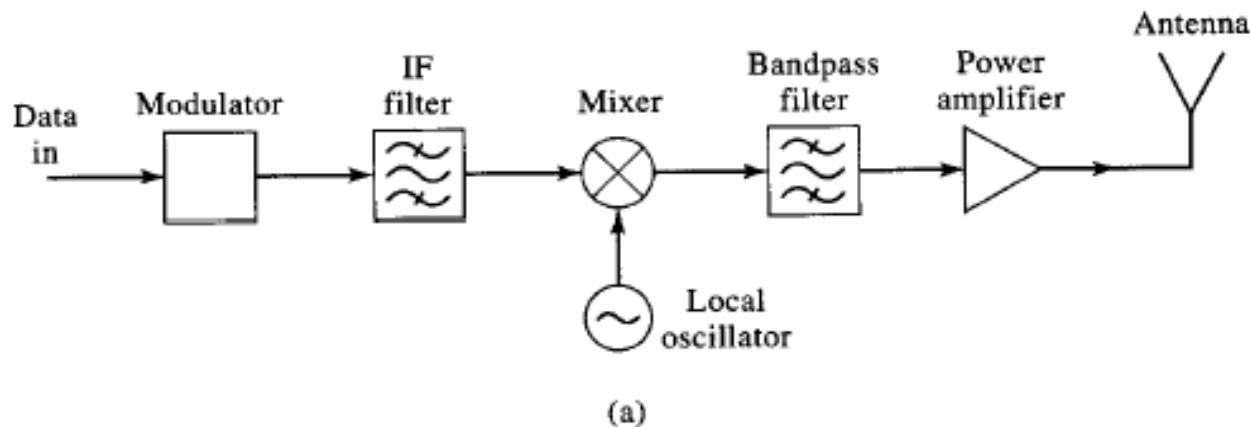 Antenna
IF
filter
Bandpass
filter
Power
amplifier
Modulator
Mixer
Data
in
Local
oscillator
(a)